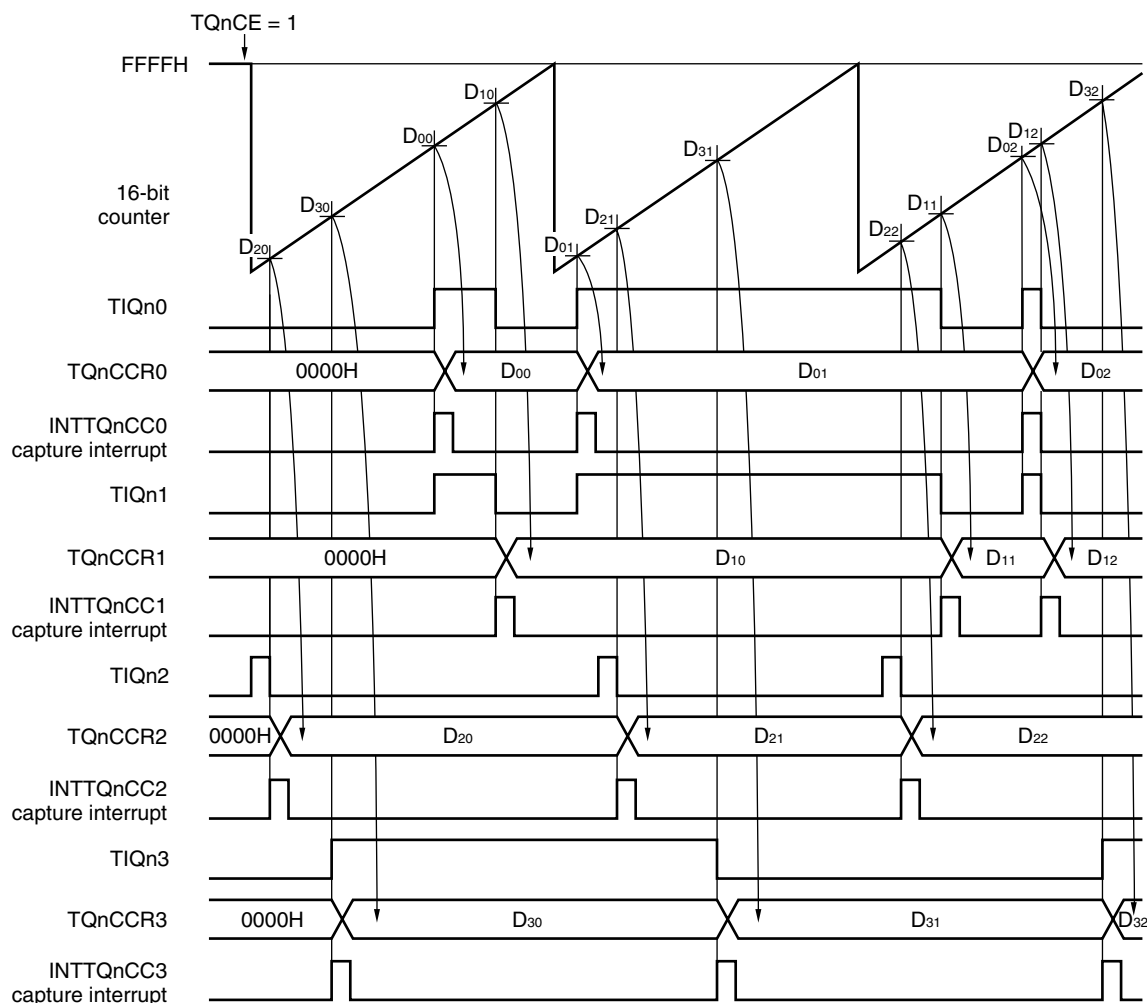 TQnCE = 1
FFFFH
16-bit
counter
D20
D30
D00
D10
D01
D21
D31
D22
D11
D02
D12
D32
TIQn0
TQnCCR0
0000H
D00
D01
D02
INTTQnCC0
capture interrupt
TIQn1
TQnCCR1
0000H
D10
D11
D12
INTTQnCC1
capture interrupt
TIQn2
TQnCCR2
0000H
D20
D21
D22
INTTQnCC2
capture interrupt
TIQn3
TQnCCR3
0000H
D30
D31
D32
INTTQnCC3
capture interrupt